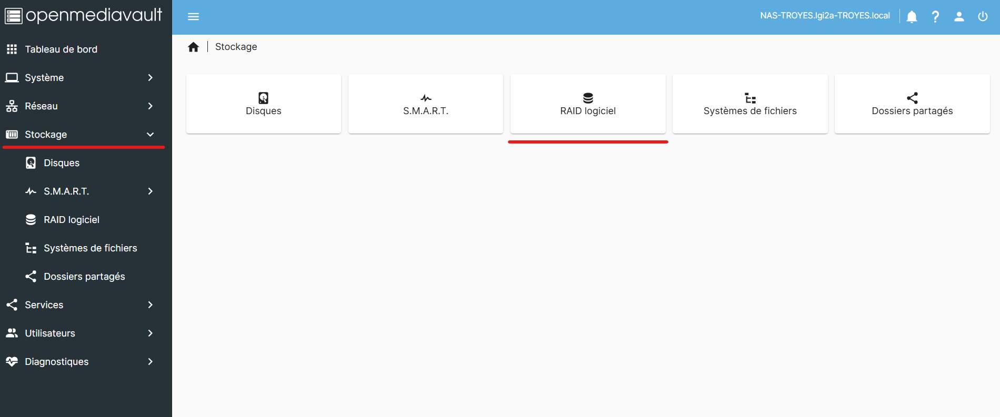 openmediavault
NAS-TROYES.lgi2a-TROYES.local
Tableau de bord
Système
Réseau
Stockage
Disques
S.M.A.R.T.
RAID logiciel
Systèmes de fichiers
Dossiers partagés
Services
Utilisateurs
Diagnostiques
Stockage
Disques
S.M.A.R.T.
RAID logiciel
Systèmes de fichiers
Dossiers partagés